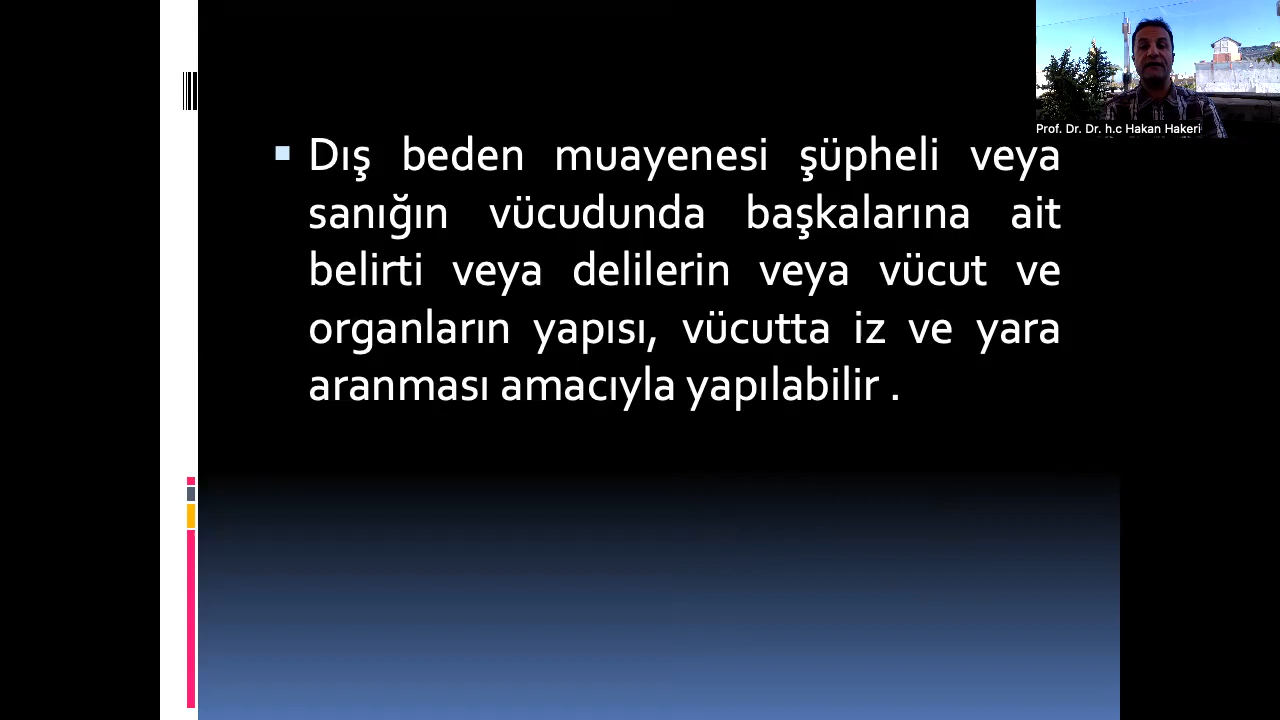 Prof. Dr. Dr. h.c Hakan Hakeri
Dış beden muayenesi şüpheli veya
sanığın vücudunda başkalarına ait
belirti veya delilerin veya vücut ve
organların yapısı, vücutta iz ve yara
aranması amacıyla yapılabilir .